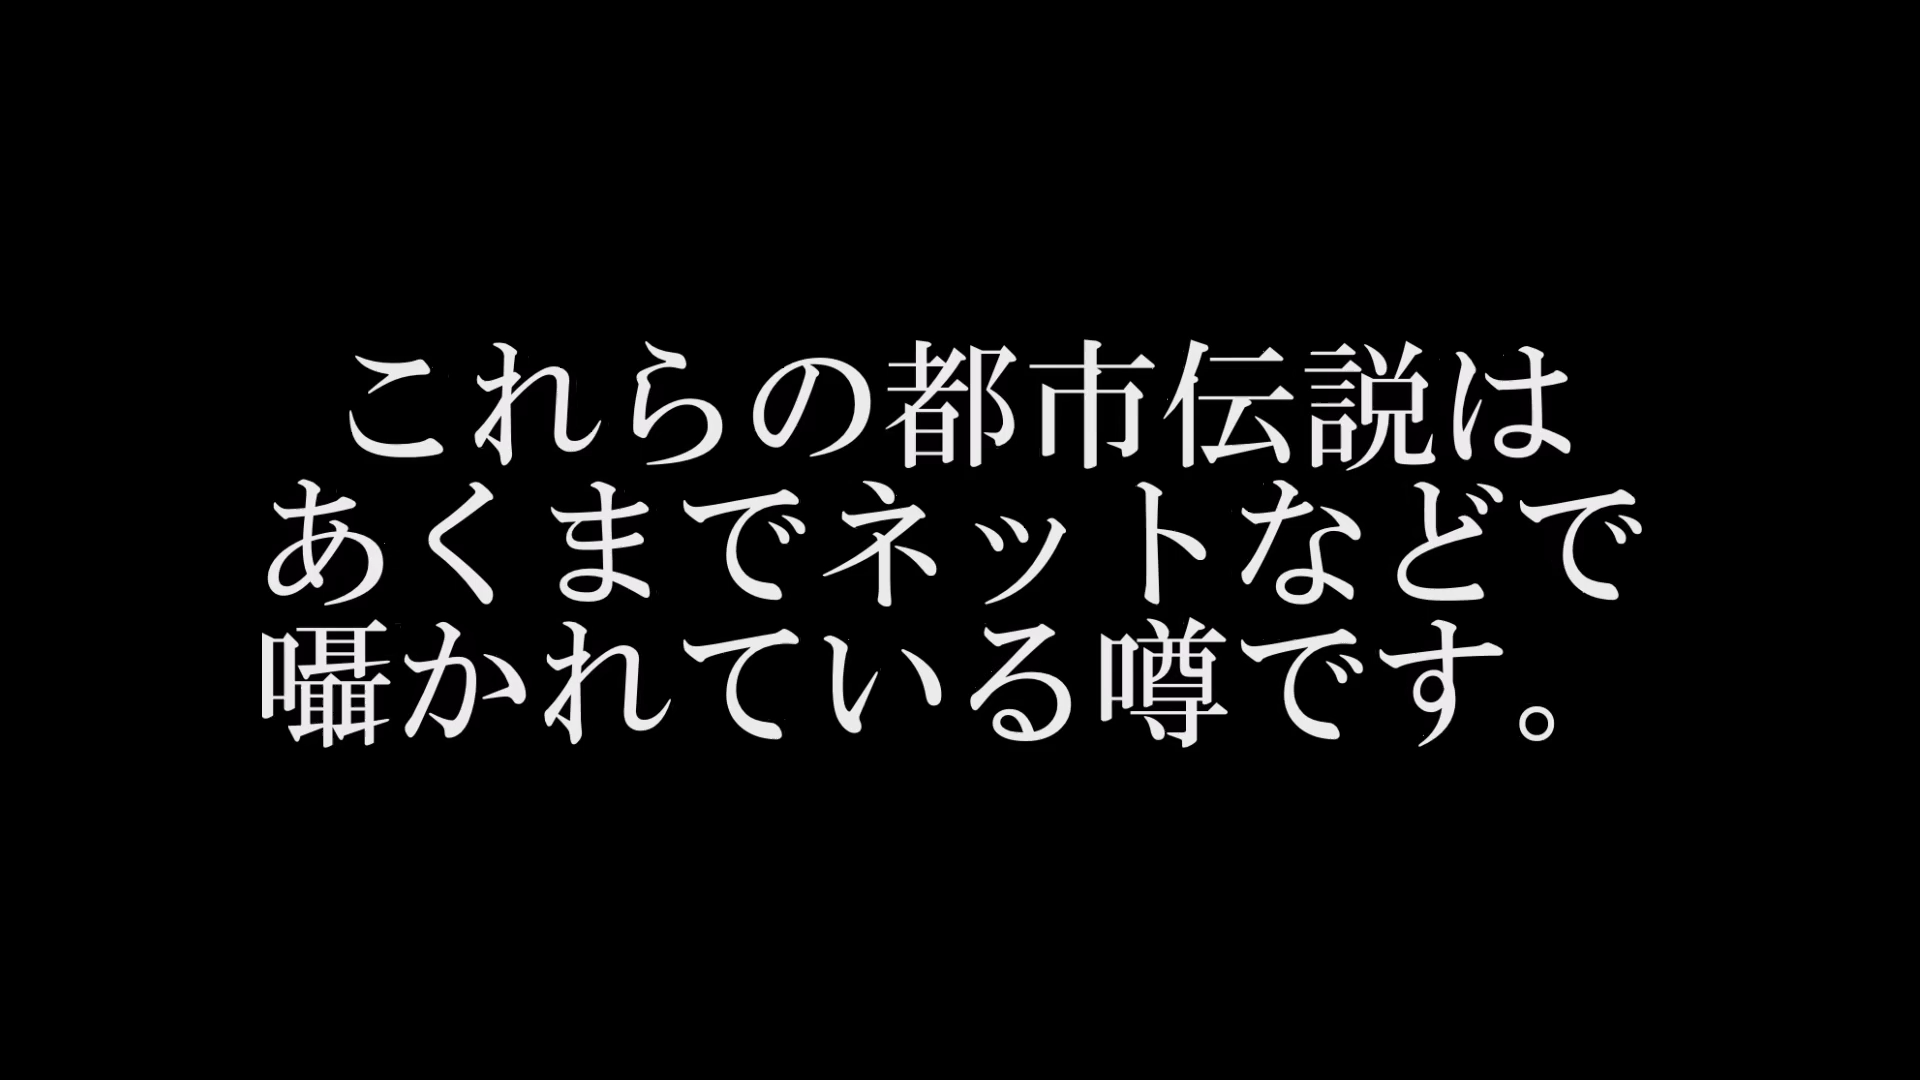 これらの都市伝説は
あくまでネットなどで
囁かれている噂です。